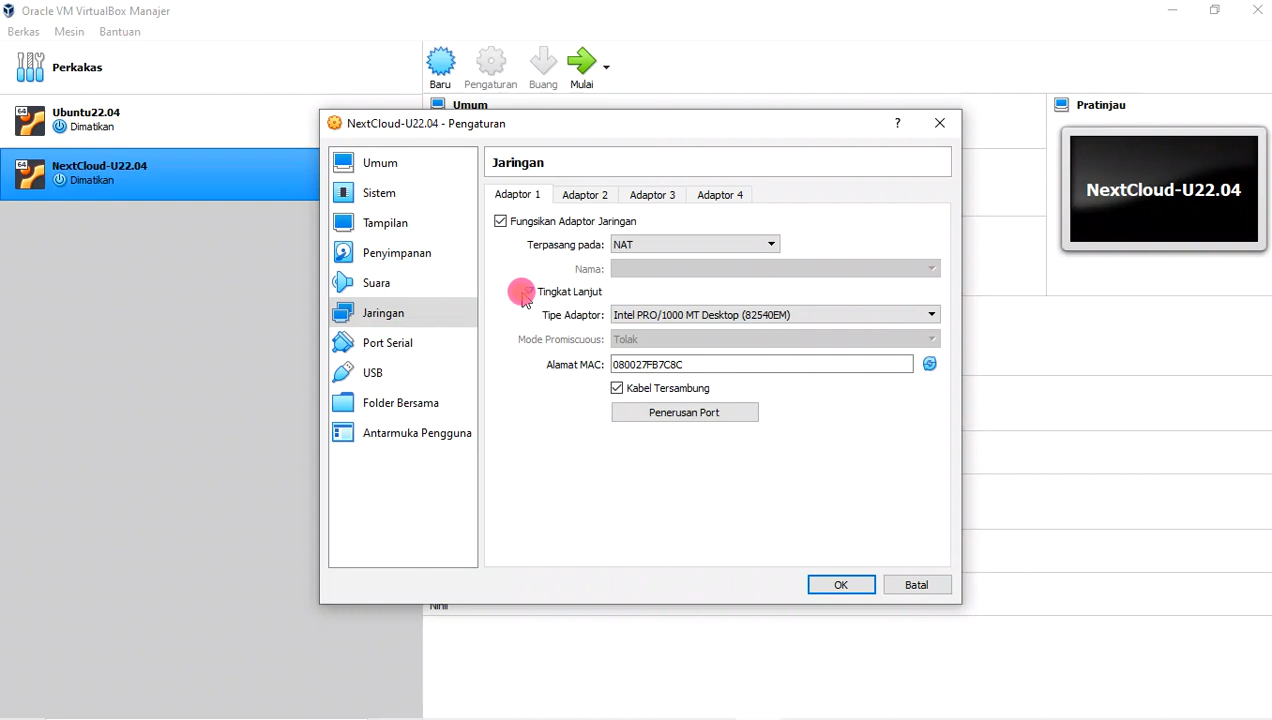 Oracle VM VirtualBox Manajer
Berkas Mesin Bantuan
Perkakas
Baru Pengaturan Buang Mulai
64 Ubuntu22.04
Dimatikan
64 NextCloud-U22.04
Dimatikan
Umum
Pratinjau
NextCloud-U22.04
NextCloud-U22.04 - Pengaturan ?
Umum
Sistem
Tampilan
Penyimpanan
Suara
Jaringan
Port Serial
USB
Folder Bersama
Antarmuka Pengguna
Jaringan
Adaptor 1 Adaptor 2 Adaptor 3 Adaptor 4
Fungsikan Adaptor Jaringan
Terpasang pada: NAT
Nama:
Tingkat Lanjut
Tipe Adaptor: Intel PRO/1000 MT Desktop (82540EM)
Mode Promiscuous: Tolak
Alamat MAC: 080027FB7C8C
Kabel Tersambung
Penerusan Port
OK Batal
Nihil